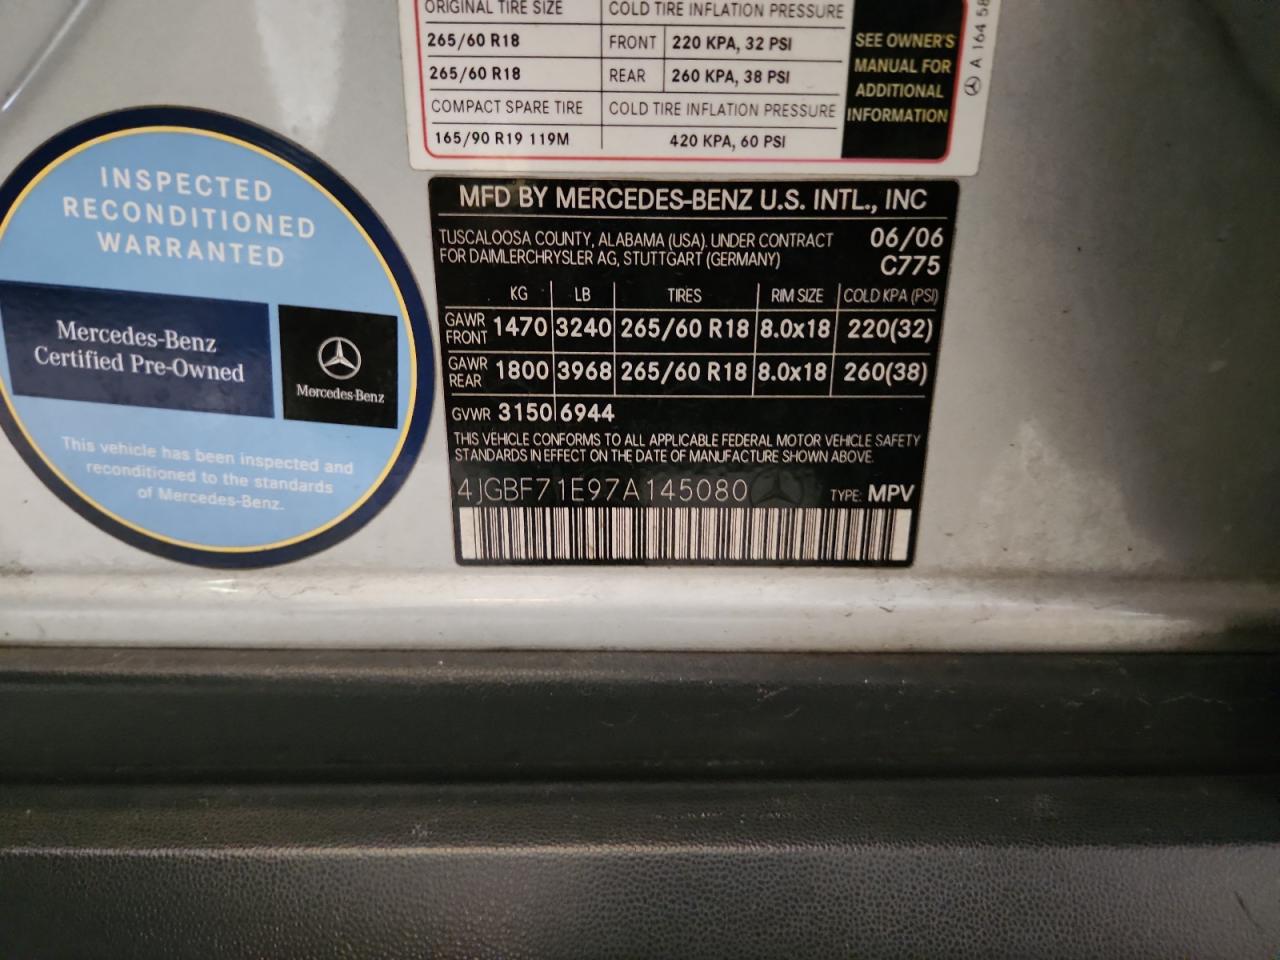 ORIGINAL TIRE SIZE COLD TIRE INFLATION PRESSURE
265/60 R18 FRONT 220 KPA, 32 PSI
265/60 R18 REAR 260 KPA, 38 PSI
COMPACT SPARE TIRE COLD TIRE INFLATION PRESSURE
165/90 R19 119M 420 KPA, 60 PSI
SEE OWNER'S
MANUAL FOR
ADDITIONAL
INFORMATION
A 164 58
INSPECTED
RECONDITIONED
WARRANTED
Mercedes-Benz
Certified Pre-Owned
Mercedes-Benz
This vehicle has been inspected and
reconditioned to the standards
of Mercedes-Benz.
MFD BY MERCEDES-BENZ U.S. INTL., INC
TUSCALOOSA COUNTY, ALABAMA (USA). UNDER CONTRACT 06/06
FOR DAIMLERCHRYSLER AG, STUTTGART (GERMANY) C775
KG LB TIRES RIM SIZE COLD KPA (PSI)
GAWR FRONT 1470 3240 265/60 R18 8.0x18 220(32)
GAWR REAR 1800 3968 265/60 R18 8.0x18 260(38)
GVWR 3150 6944
THIS VEHICLE CONFORMS TO ALL APPLICABLE FEDERAL MOTOR VEHICLE SAFETY
STANDARDS IN EFFECT ON THE DATE OF MANUFACTURE SHOWN ABOVE.
4JGBF71E97A145080 TYPE: MPV